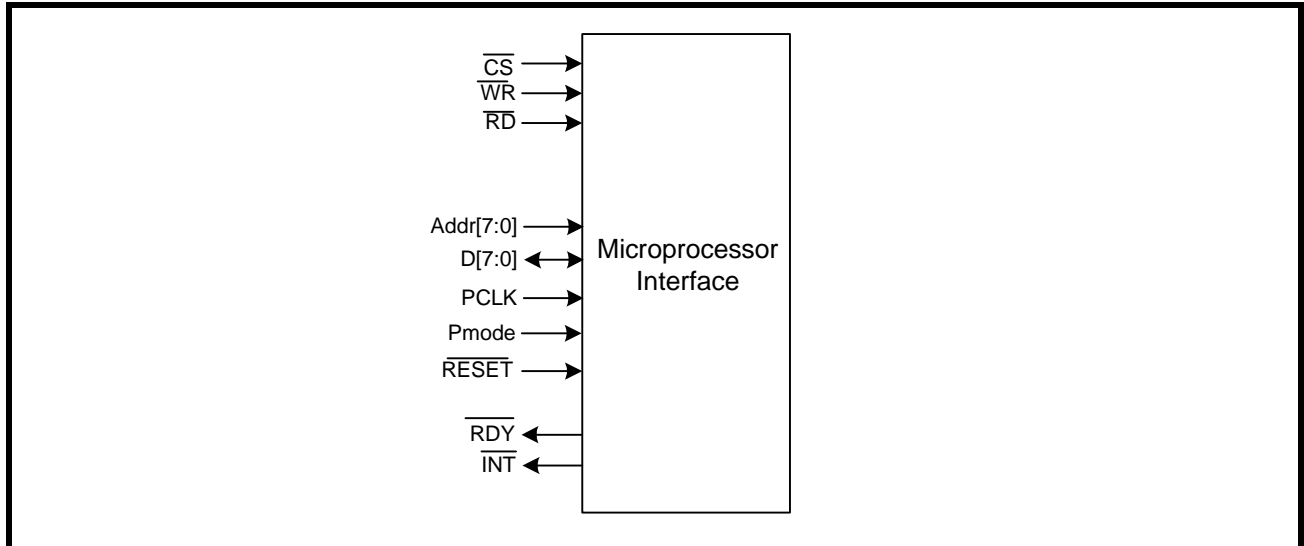 CS
WR
RD
Addr[7:0]
D[7:0]
PCLK
Pmode
RESET
RDY
INT
Microprocessor
Interface